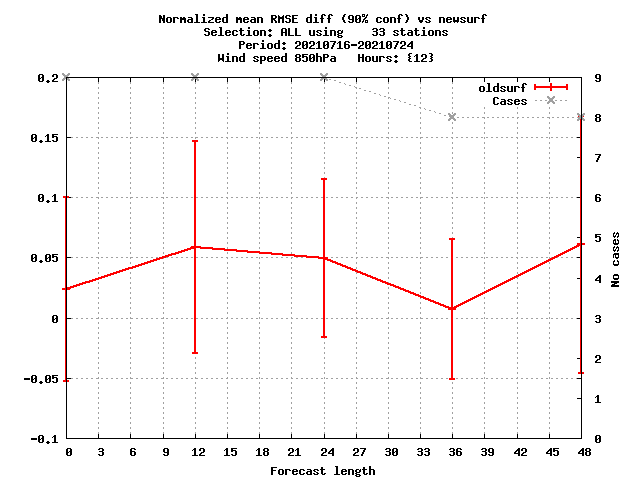 Normalized mean RMSE diff (90% conf) vs newsurf
Selection: ALL using    33 stations
Period: 20210716-20210724
Wind speed 850hPa   Hours: {12}
oldsurf
Cases
0.2
0.15
0.1
0.05
0
-0.05
-0.1
9
8
7
6
5
4
3
2
1
0
No cases
0 3 6 9 12 15 18 21 24 27 30 33 36 39 42 45 48
Forecast length